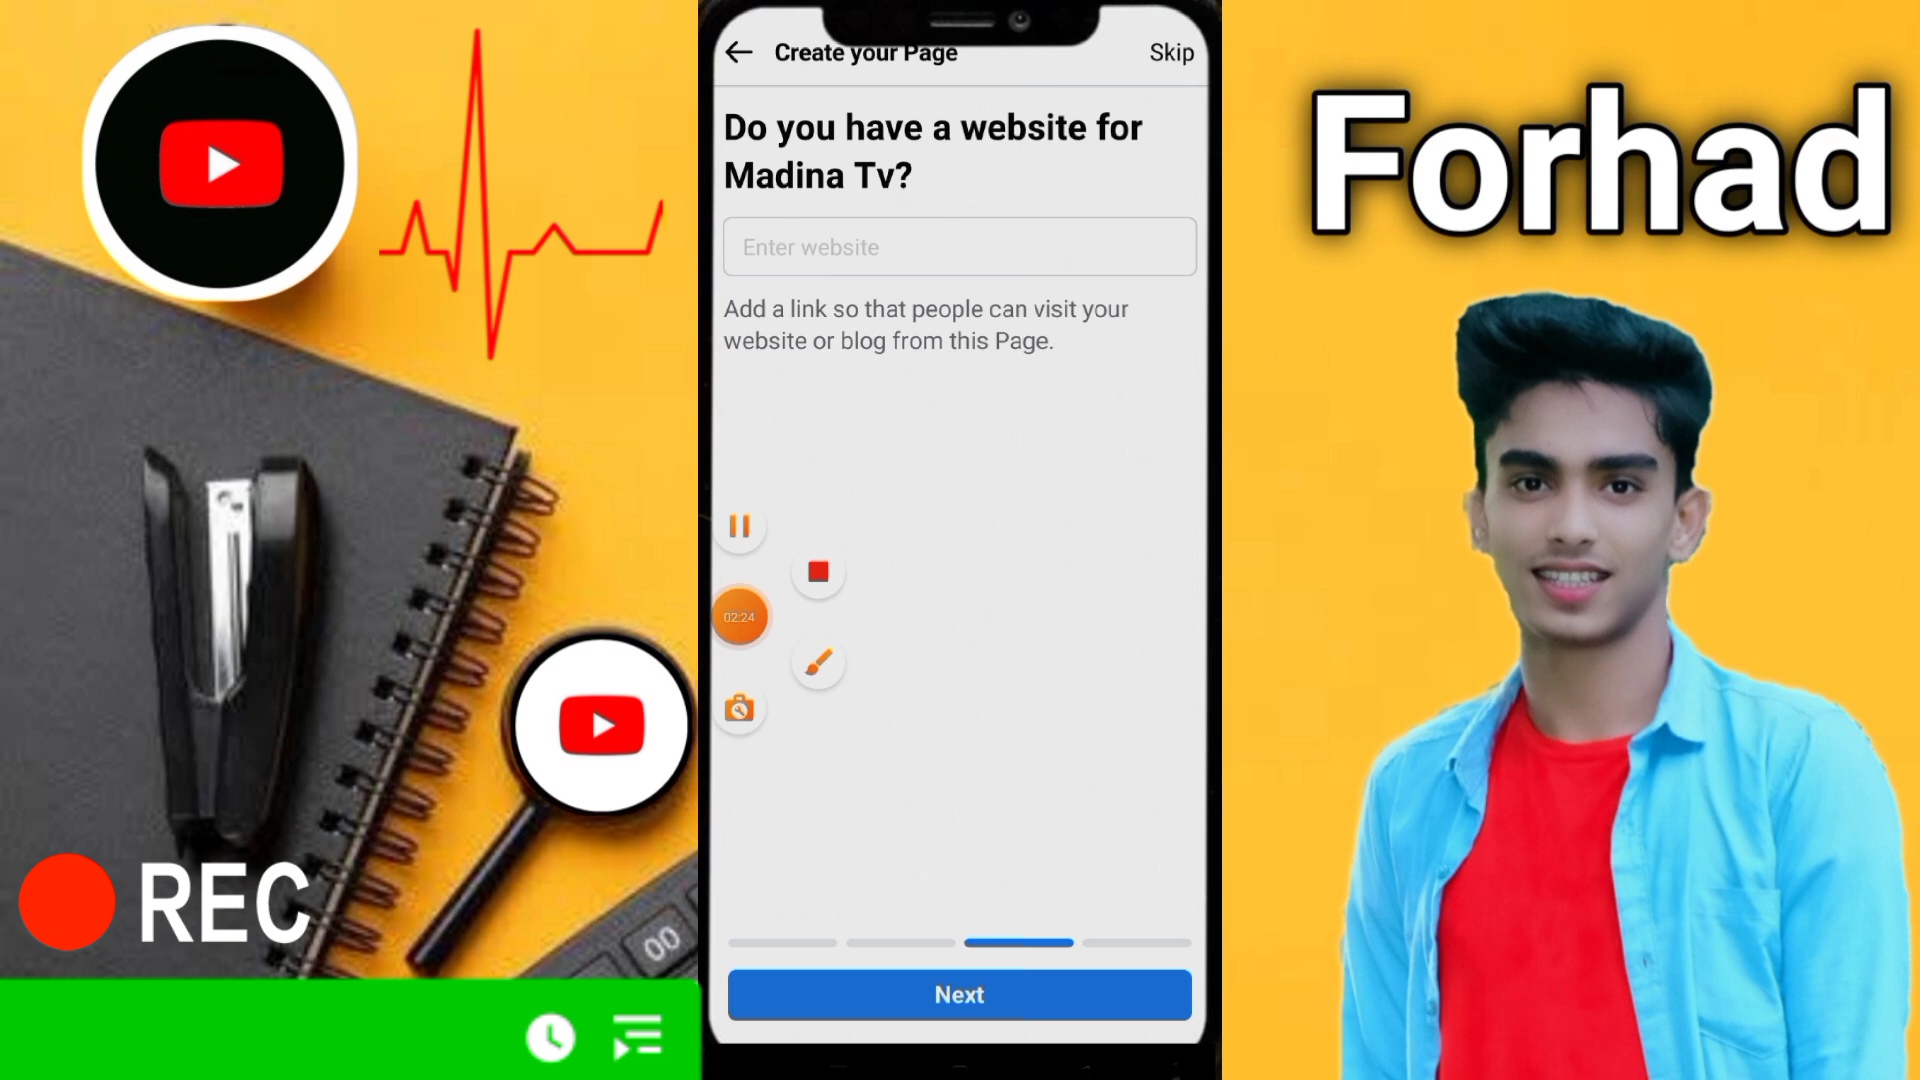 Create your Page
Skip
Do you have a website for
Madina Tv?
Enter website
Add a link so that people can visit your
website or blog from this Page.
02:24
Next
Forhad
REC
00